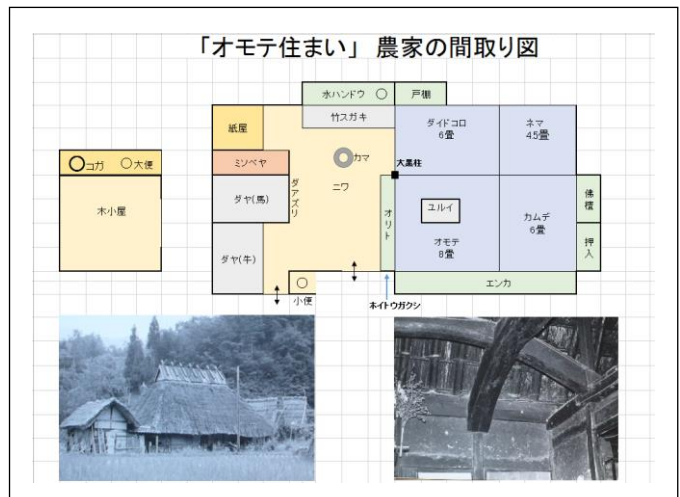 「オモテ住まい」 農家の間取り図
水ハンドウ
戸棚
竹スガキ
紙屋
ダイドコロ
6畳
ネマ
4.5畳
コガ
大便
ミソベヤ
カマ
大黒柱
木小屋
ダヤ(馬)
ダアズリ
ニワ
オリト
ユルイ
オモテ
8畳
カムデ
6畳
佛檀
押入
ダヤ(牛)
エンカ
小便
ホイトウガクシ